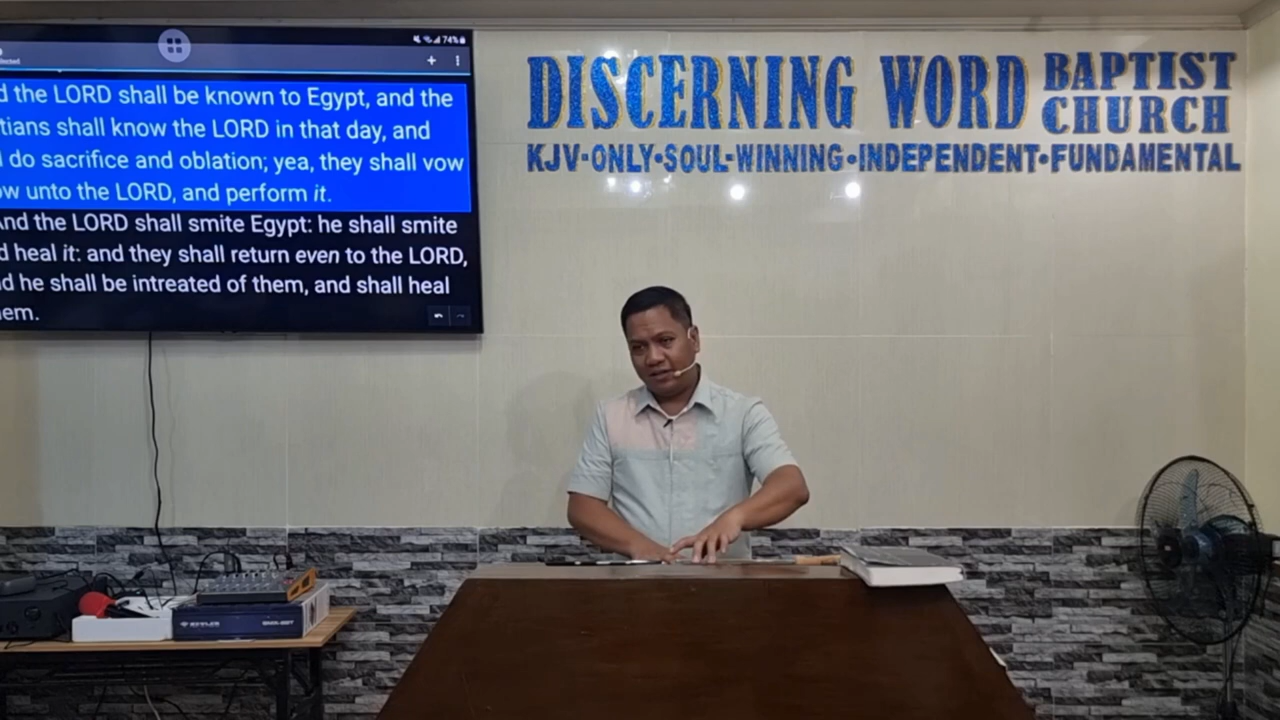 74%
d the LORD shall be known to Egypt, and the
tians shall know the LORD in that day, and
do sacrifice and oblation; yea, they shall vow
ow unto the LORD, and perform it.
And the LORD shall smite Egypt: he shall smite
d heal it: and they shall return even to the LORD,
d he shall be intreated of them, and shall heal
em.
DISCERNING WORD BAPTIST CHURCH
KJV-ONLY•SOUL-WINNING•INDEPENDENT•FUNDAMENTAL